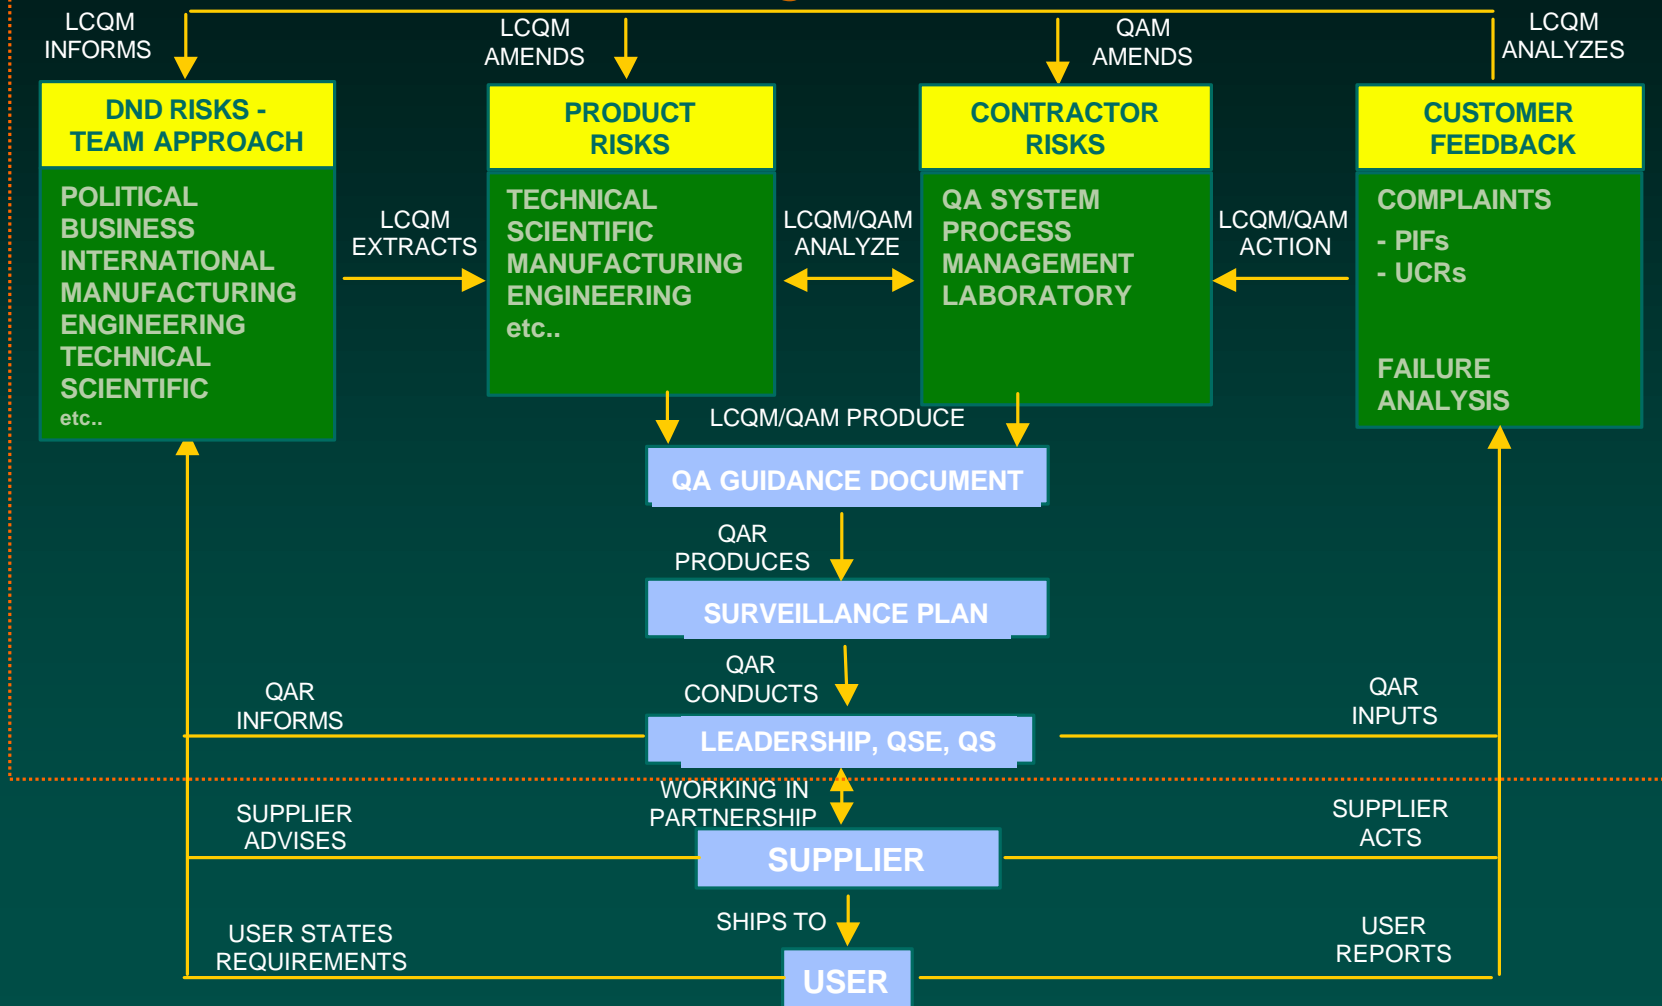 LCQM
INFORMS
LCQM
AMENDS
QAM
AMENDS
LCQM
ANALYZES
DND RISKS -
TEAM APPROACH
POLITICAL
BUSINESS
INTERNATIONAL
MANUFACTURING
ENGINEERING
TECHNICAL
SCIENTIFIC
etc..
LCQM
EXTRACTS
PRODUCT
RISKS
TECHNICAL
SCIENTIFIC
MANUFACTURING
ENGINEERING
etc..
LCQM/QAM
ANALYZE
CONTRACTOR
RISKS
QA SYSTEM
PROCESS
MANAGEMENT
LABORATORY
LCQM/QAM
ACTION
CUSTOMER
FEEDBACK
COMPLAINTS
- PIFs
- UCRs
FAILURE
ANALYSIS
LCQM/QAM PRODUCE
QA GUIDANCE DOCUMENT
QAR
PRODUCES
SURVEILLANCE PLAN
QAR
CONDUCTS
QAR
INFORMS
LEADERSHIP, QSE, QS
QAR
INPUTS
WORKING IN
PARTNERSHIP
SUPPLIER
ADVISES
SUPPLIER
SUPPLIER
ACTS
SHIPS TO
USER STATES
REQUIREMENTS
USER
USER
REPORTS